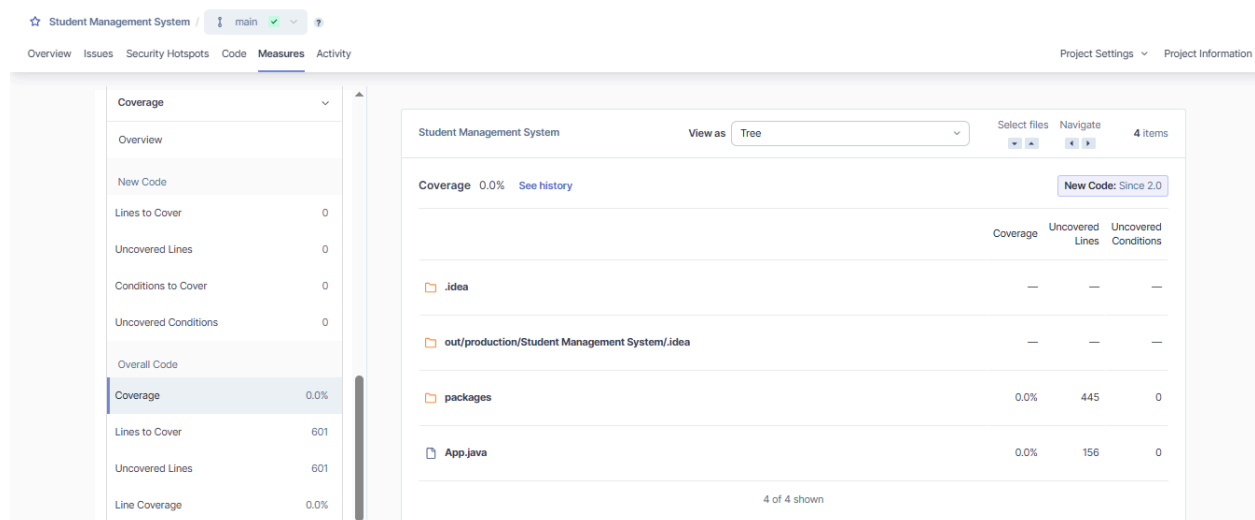 Student Management System / main ?
Overview Issues Security Hotspots Code Measures Activity Project Settings Project Information
Coverage
Overview
New Code
Lines to Cover 0
Uncovered Lines 0
Conditions to Cover 0
Uncovered Conditions 0
Overall Code
Coverage 0.0%
Lines to Cover 601
Uncovered Lines 601
Line Coverage 0.0%
Student Management System View as Tree Select files Navigate 4 items
Coverage 0.0% See history New Code: Since 2.0
Coverage Uncovered Lines Uncovered Conditions
.idea — — —
out/production/Student Management System/.idea — — —
packages 0.0% 445 0
App.java 0.0% 156 0
4 of 4 shown